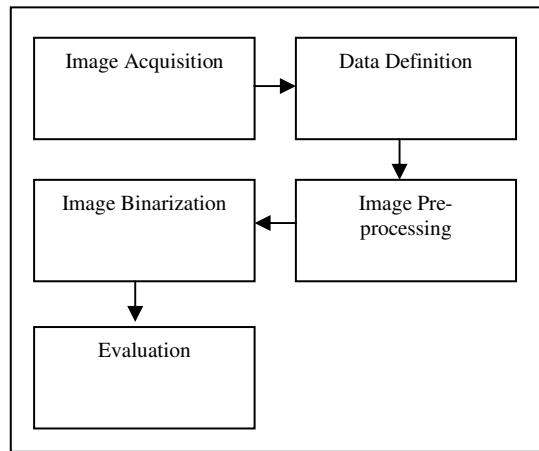 Image Acquisition
Data Definition
Image Binarization
Image Pre-
processing
Evaluation